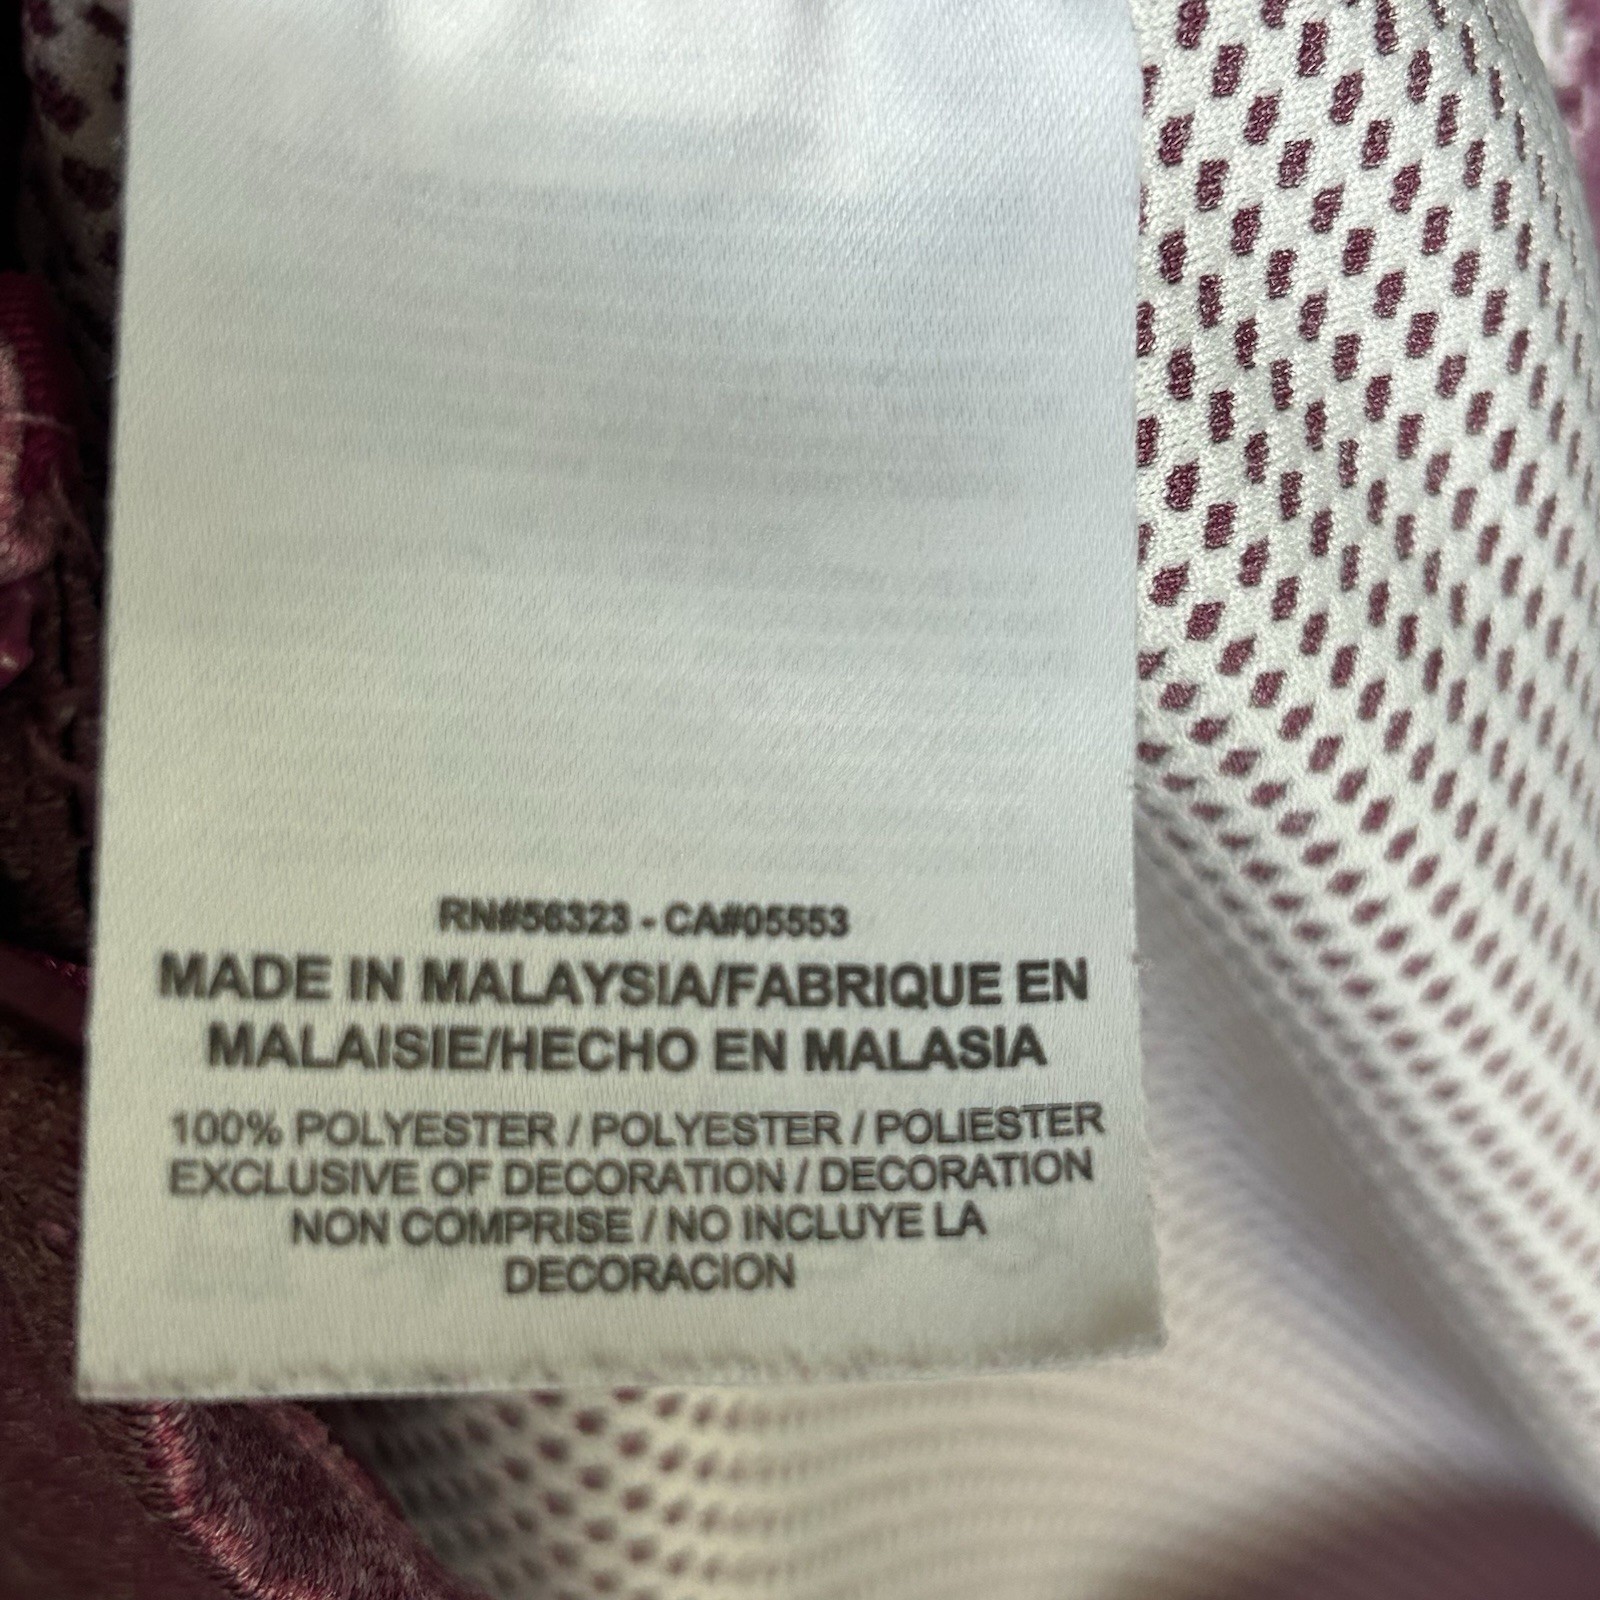 RN#56323 - CA#05553
MADE IN MALAYSIA/FABRIQUE EN
MALAISIE/HECHO EN MALASIA
100% POLYESTER / POLYESTER / POLIESTER
EXCLUSIVE OF DECORATION / DECORATION
NON COMPRISE / NO INCLUYE LA
DECORACION